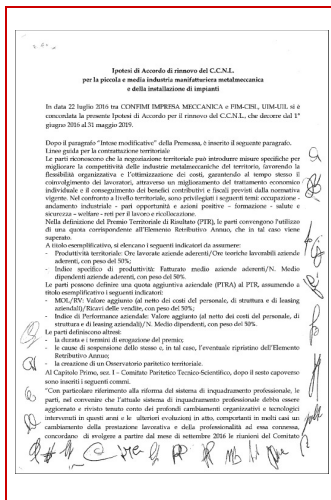 Ipotesi di Accordo di rinnovo del C.C.N.L.
per la piccola e media industria manifatturiera metalmeccanica
e della installazione di impianti
In data 22 luglio 2016 tra CONFIMI IMPRESA MECCANICA e FIM-CISL, UIM-UIL si è
concordata la presente Ipotesi di Accordo per il rinnovo del C.C.N.L., che decorre dal 1°
giugno 2016 al 31 maggio 2019.
Dopo il paragrafo "Intese modificative" della Premessa, è inserito il seguente paragrafo.
Linee guida per la contrattazione territoriale
Le parti riconoscono che la negoziazione territoriale può introdurre misure specifiche per
migliorare la competitività delle industrie metalmeccaniche del territorio, favorendo la
flessibilità organizzativa e l'ottimizzazione dei costi, garantendo al tempo stesso il
coinvolgimento dei lavoratori, attraverso un miglioramento del trattamento economico
individuale e il conseguimento dei benefici contributivi e fiscali previsti dalla normativa
vigente. Nel confronto a livello territoriale, sono privilegiati i seguenti temi: occupazione -
andamento industriale - pari opportunità e azioni positive - formazione - salute e
sicurezza - welfare - reti per il lavoro e ricollocazione.
Nella definizione del Premio Territoriale di Risultato (PTR), le parti convengono l'utilizzo
di una quota corrispondente all'Elemento Retributivo Annuo, che in tal caso viene
superato.
A titolo esemplificativo, si elencano i seguenti indicatori da assumere:
- Produttività territoriale: Ore lavorate aziende aderenti/Ore teoriche lavorabili aziende
aderenti, con peso del 50%;
- Indice specifico di produttività: Fatturato medio aziende aderenti/N. Medio
dipendenti aziende aderenti, con peso del 50%.
Le parti possono definire una quota aggiuntiva aziendale (PTRA) al PTR, assumendo a
titolo esemplificativo i seguenti indicatori:
- MOL/RV: Valore aggiunto (al netto dei costi del personale, di struttura e di leasing
aziendali)/Ricavi delle vendite, con peso del 50%;
- Indice di Performance aziendale: Valore aggiunto (al netto dei costi del personale, di
struttura e di leasing aziendali)/N. Medio dipendenti, con peso del 50%.
Le parti definiscono altresì:
- la durata e i termini di erogazione del premio;
- le cause di sospensione dello stesso e, in tal caso, l'eventuale ripristino dell'Elemento
Retributivo Annuo;
- la creazione di un Osservatorio paritetico territoriale.
Al Capitolo Primo, sez. 1 – Comitato Paritetico Tecnico-Scientifico, dopo il sesto capoverso
sono inseriti i seguenti commi.
"Con particolare riferimento alla riforma del sistema di inquadramento professionale, le
parti, nel convenire che l'attuale sistema di inquadramento professionale debba essere
aggiornato e rivisto tenuto conto dei profondi cambiamenti organizzativi e tecnologici
intervenuti in questi anni e le ulteriori evoluzioni in atto, comportanti in molti casi un
cambiamento della prestazione lavorativa e della professionalità ad essa connessa,
concordano di svolgere a partire dal mese di settembre 2016 le riunioni del Comitato